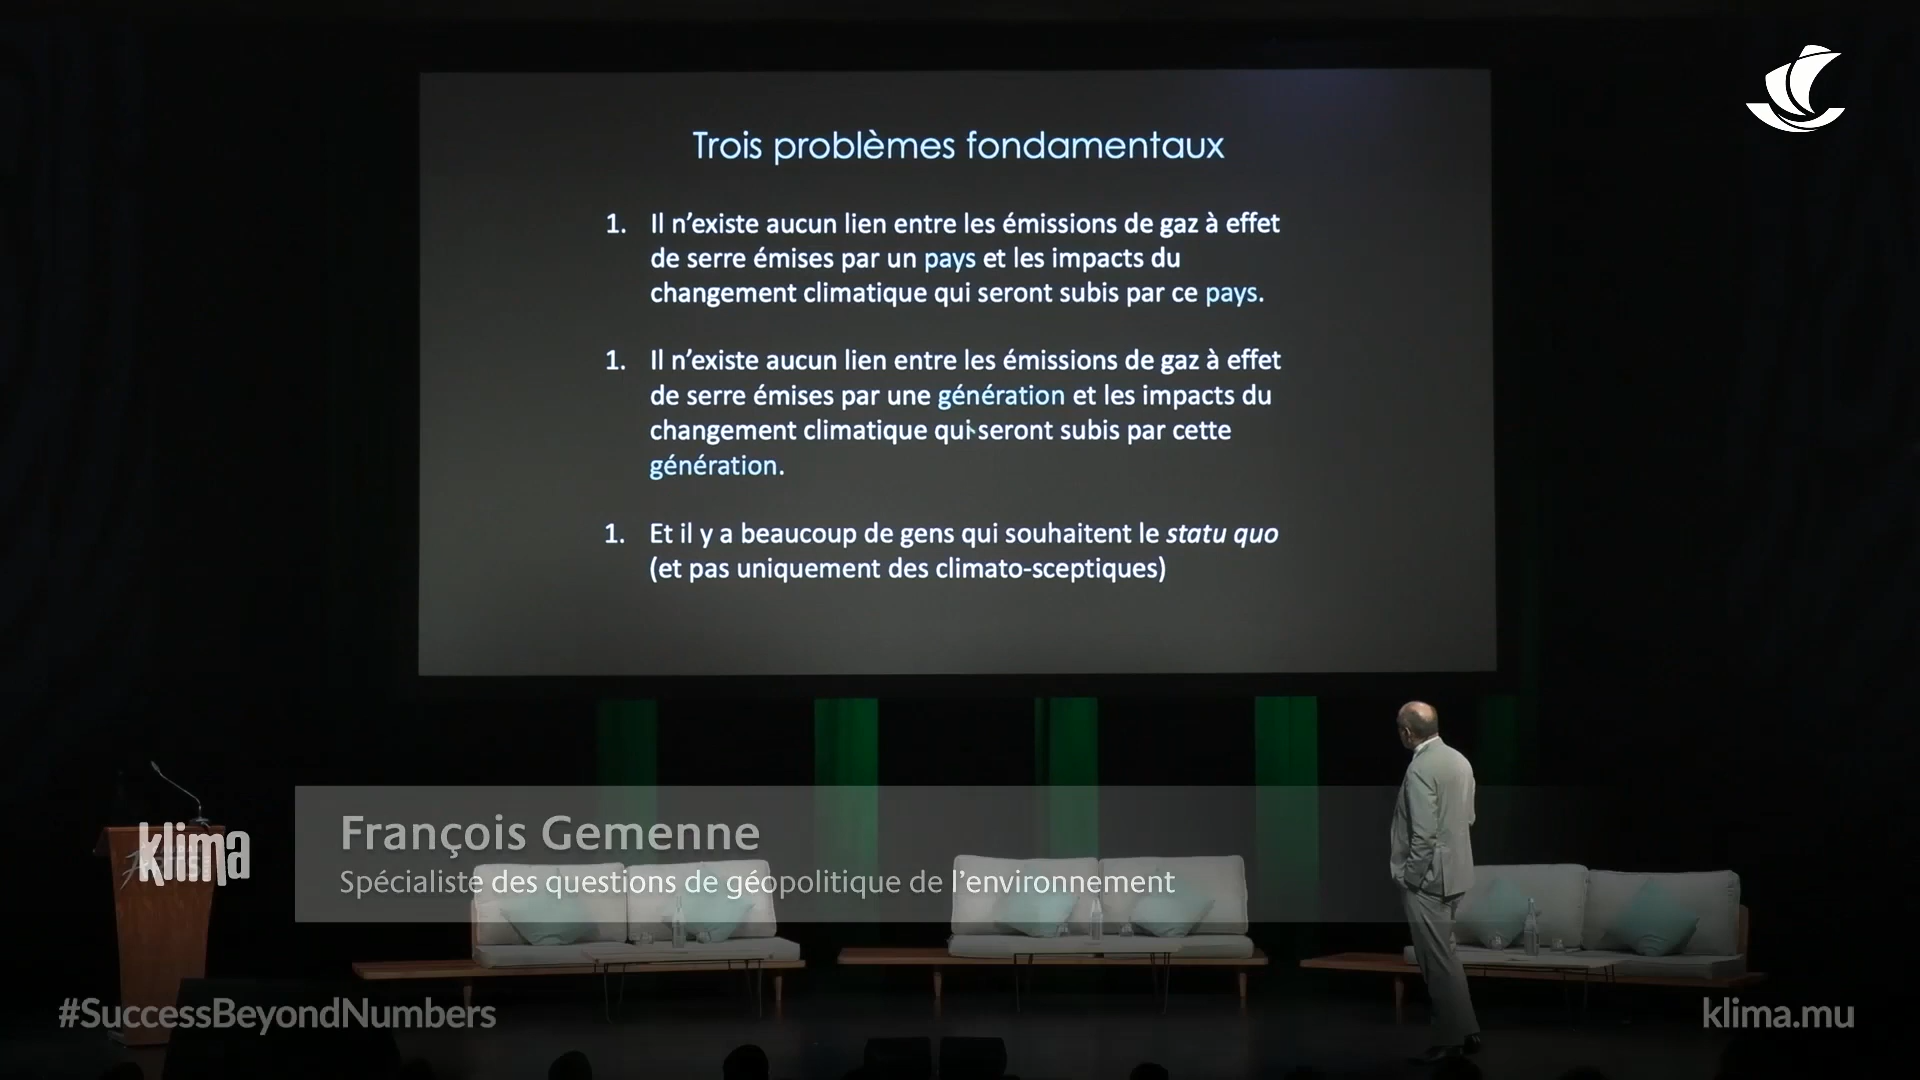 Trois problèmes fondamentaux
1. Il n’existe aucun lien entre les émissions de gaz à effet
de serre émises par un pays et les impacts du
changement climatique qui seront subis par ce pays.
1. Il n’existe aucun lien entre les émissions de gaz à effet
de serre émises par une génération et les impacts du
changement climatique qui seront subis par cette
génération.
1. Et il y a beaucoup de gens qui souhaitent le statu quo
(et pas uniquement des climato-sceptiques)
klima
François Gemenne
Spécialiste des questions de géopolitique de l’environnement
#SuccessBeyondNumbers
klima.mu